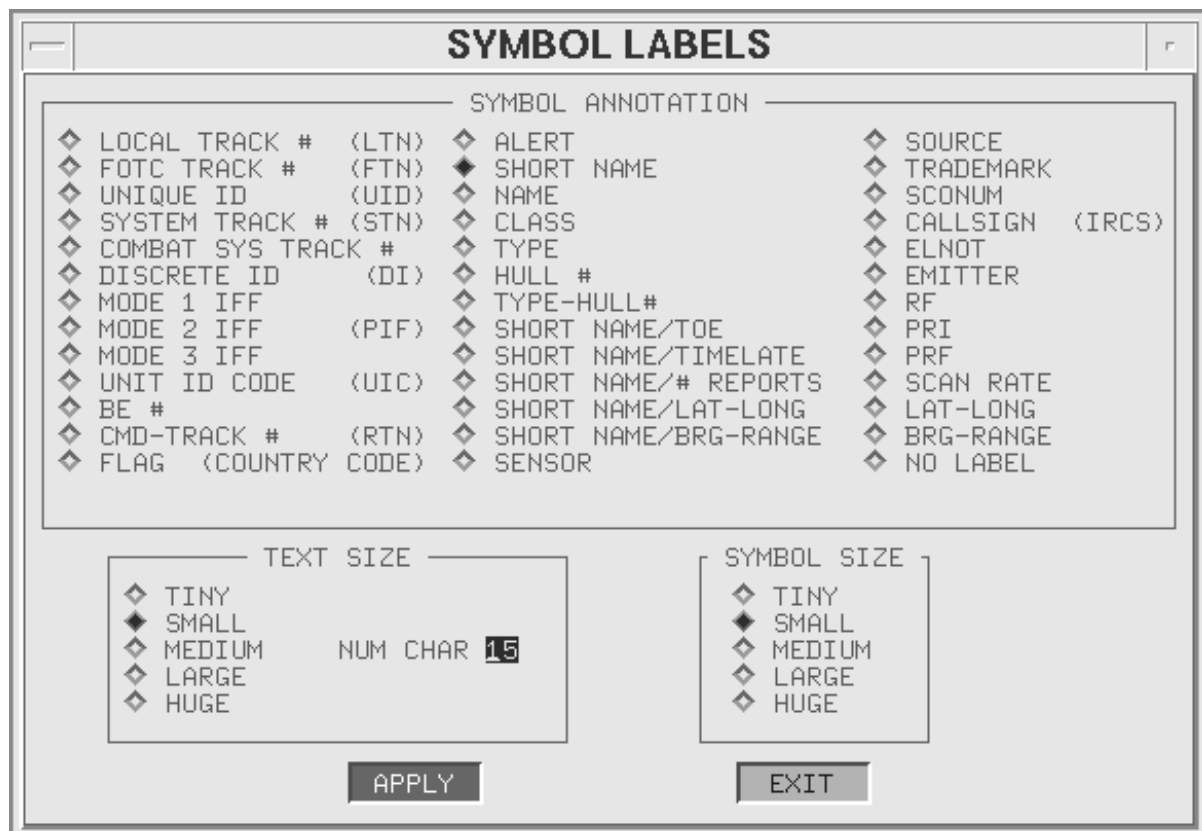 SYMBOL LABELS
SYMBOL ANNOTATION
LOCAL TRACK # (LTN)
FOTC TRACK # (FTN)
UNIQUE ID (UID)
SYSTEM TRACK # (STN)
COMBAT SYS TRACK #
DISCRETE ID (DI)
MODE 1 IFF
MODE 2 IFF (PIF)
MODE 3 IFF
UNIT ID CODE (UIC)
BE #
CMD-TRACK # (RTN)
FLAG (COUNTRY CODE)
ALERT
SHORT NAME
NAME
CLASS
TYPE
HULL #
TYPE-HULL#
SHORT NAME/TOE
SHORT NAME/TIMELATE
SHORT NAME/# REPORTS
SHORT NAME/LAT-LONG
SHORT NAME/BRG-RANGE
SENSOR
SOURCE
TRADEMARK
SCONUM
CALLSIGN (IRCS)
ELNOT
EMITTER
RF
PRI
PRF
SCAN RATE
LAT-LONG
BRG-RANGE
NO LABEL
TEXT SIZE
TINY
SMALL
MEDIUM NUM CHAR 15
LARGE
HUGE
SYMBOL SIZE
TINY
SMALL
MEDIUM
LARGE
HUGE
APPLY
EXIT